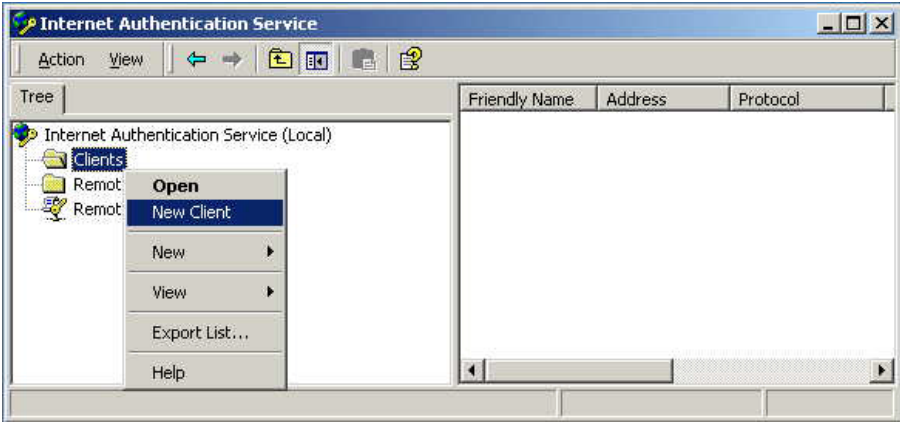 Internet Authentication Service
Action View
Tree
Friendly Name Address Protocol
Internet Authentication Service (Local)
Clients
Remot
Remot
Open
New Client
New
View
Export List...
Help